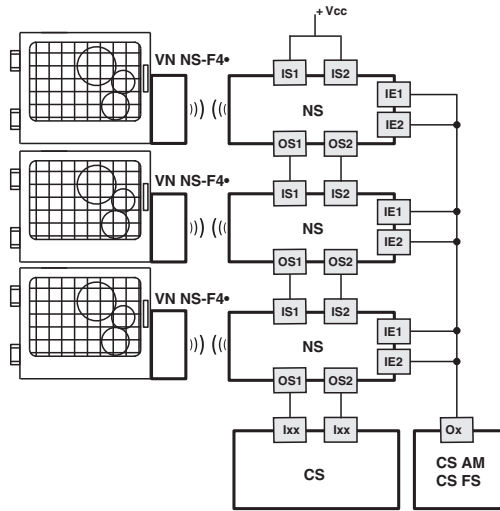 + Vcc
VN NS-F4•
IS1 IS2
IE1
NS
IE2
OS1 OS2
VN NS-F4•
IS1 IS2
IE1
NS
IE2
OS1 OS2
VN NS-F4•
IS1 IS2
IE1
NS
IE2
OS1 OS2
Ixx Ixx Ox
CS
CS AM
CS FS